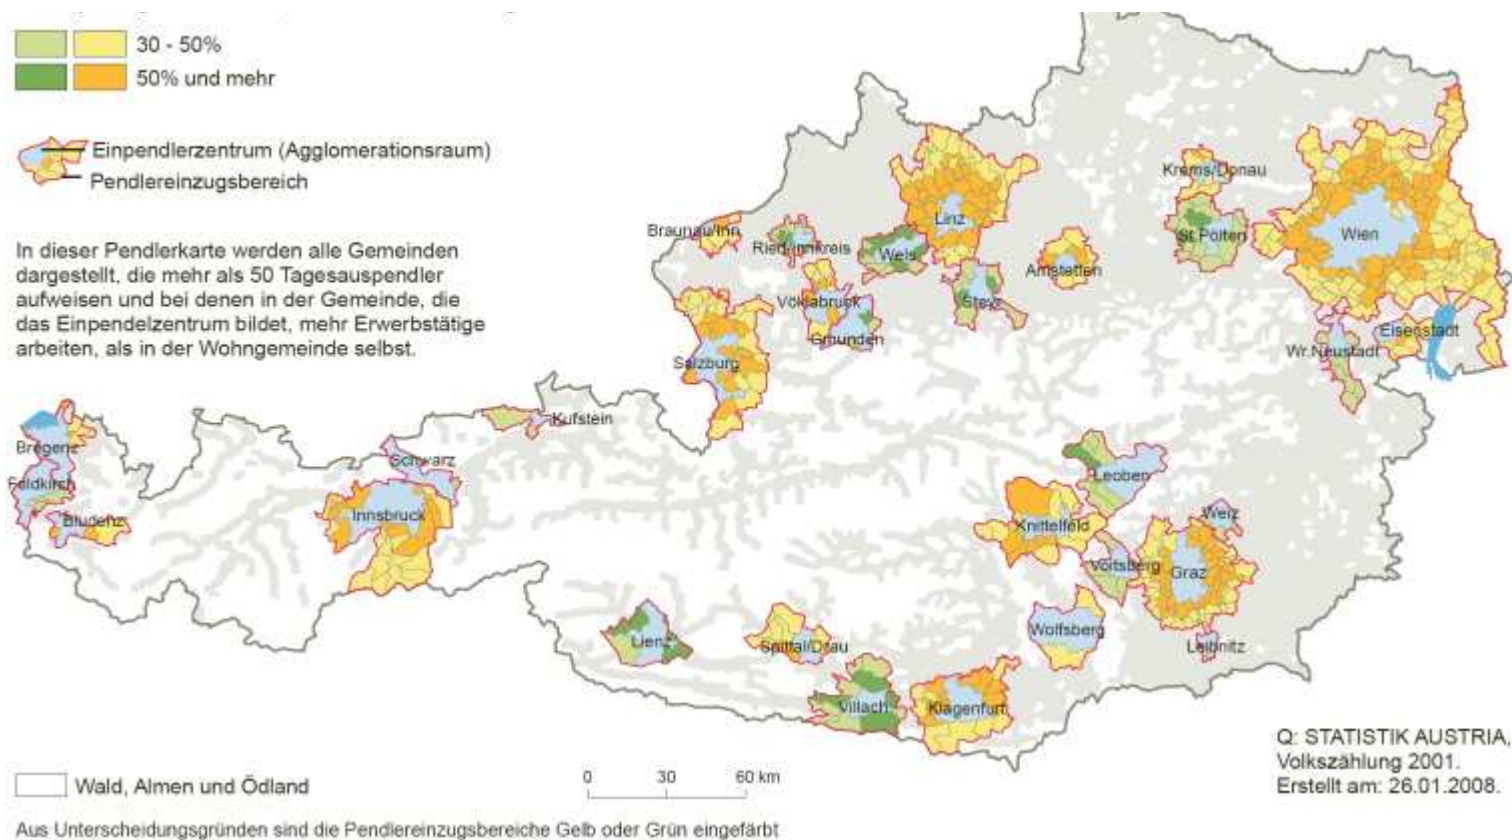 30 - 50%
50% und mehr
Einpendlerzentrum (Agglomerationsraum)
Pendlereinzugsbereich
In dieser Pendlerkarte werden alle Gemeinden
dargestellt, die mehr als 50 Tagesauspendler
aufweisen und bei denen in der Gemeinde, die
das Einpendelzentrum bildet, mehr Erwerbstätige
arbeiten, als in der Wohngemeinde selbst.
Krems/Donau
Linz
Braunau/Inn
Ried/Innkreis
Wels
St.Pölten
Wien
Amstetten
Steyr
Vöklabruck
Gmunden
Eisenstadt
Wr.Neustadt
Salzburg
Kufstein
Bregenz
Schwarz
Feldkirch
Leoben
Bludenz
Innsbruck
Knittelfeld
Weiz
Voitsberg
Graz
Wolfsberg
Lienz
Spittal/Drau
Leibnitz
Villach
Klagenfurt
Q: STATISTIK AUSTRIA,
Volkszählung 2001.
Erstellt am: 26.01.2008.
Wald, Almen und Ödland
0 30 60 km
Aus Unterscheidungsgründen sind die Pendlereinzugsbereiche Gelb oder Grün eingefärbt